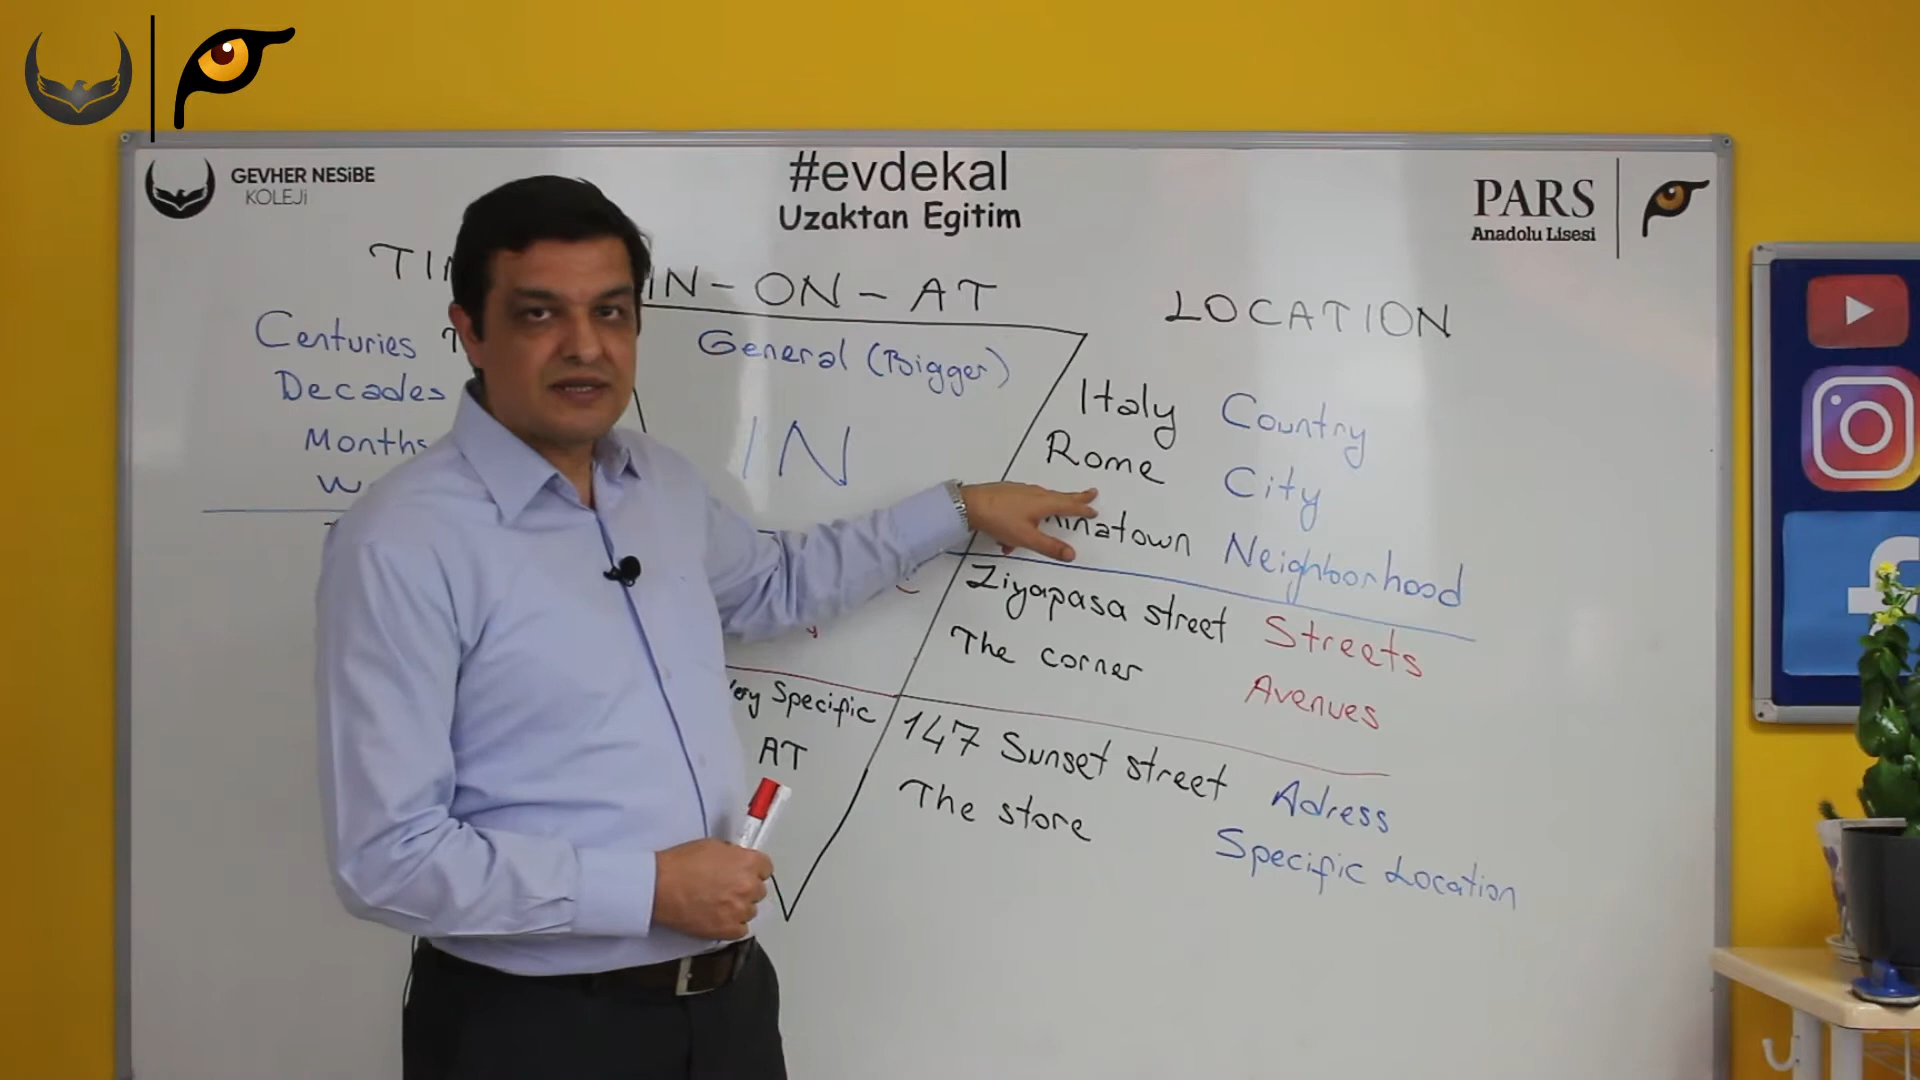 GEVHER NESiBE
KOLEJi
#evdekal
Uzaktan Egitim
PARS
Anadolu Lisesi
IN - ON - AT
LOCATION
Centuries
Decades
Months
General (Bigger)
IN
Italy Country
Rome City
Neighborhood
Ziyapasa street Streets
The corner Avenues
Specific
AT
147 Sunset street Adress
The store Specific Location